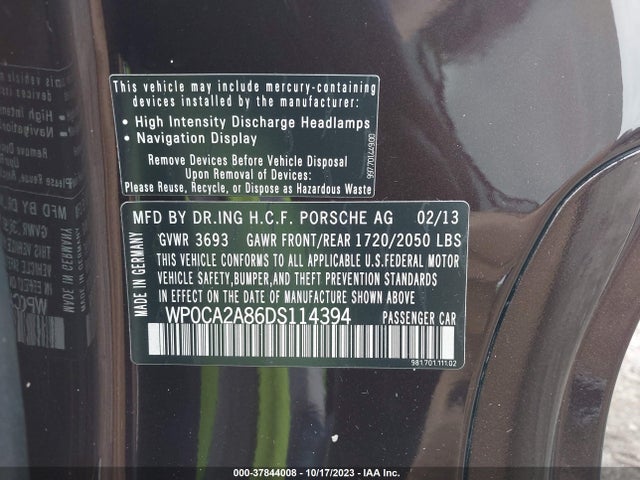 This vehicle may include mercury-containing
devices installed by the manufacturer:
• High Intensity Discharge Headlamps
• Navigation Display
Remove Devices Before Vehicle Disposal
Upon Removal of Devices:
Please Reuse, Recycle, or Dispose as Hazardous Waste
MADE IN GERMANY
MFD BY DR.ING H.C.F. PORSCHE AG 02/13
GVWR 3693 GAWR FRONT/REAR 1720/2050 LBS
THIS VEHICLE CONFORMS TO ALL APPLICABLE U.S.FEDERAL MOTOR
VEHICLE SAFETY,BUMPER,AND THEFT PREVENTION STANDARDS
IN EFFECT ON THE DATE OF MANUFACTURE SHOWN ABOVE.
WP0CA2A86DS114394
PASSENGER CAR
981701111.02
000-37844008 | 10/17/2023 | IAA Inc.